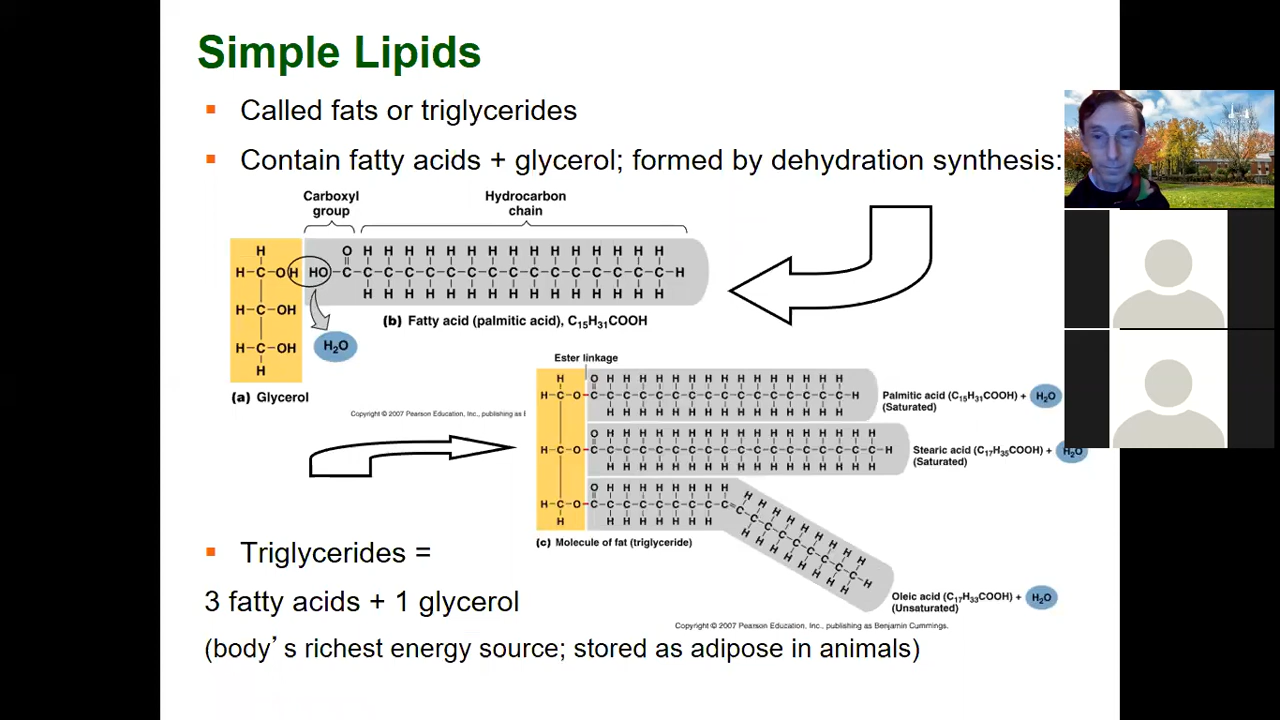 Simple Lipids
▪ Called fats or triglycerides
▪ Contain fatty acids + glycerol; formed by dehydration synthesis:
Carboxyl
group
Hydrocarbon
chain
H O H H H H H H H H H H H H H H H
H–C–OH HO–C–C–C–C–C–C–C–C–C–C–C–C–C–C–C–C–H
H H H H H H H H H H H H H H H
H–C–OH
(b) Fatty acid (palmitic acid), C₁₅H₃₁COOH
H–C–OH
H₂O
H
(a) Glycerol
Copyright © 2007 Pearson Education, Inc., publishing as B
Ester linkage
Palmitic acid (C₁₅H₃₁COOH) + H₂O
(Saturated)
Stearic acid (C₁₇H₃₅COOH) + H₂O
(Saturated)
(c) Molecule of fat (triglyceride)
Oleic acid (C₁₇H₃₃COOH) + H₂O
(Unsaturated)
Copyright © 2007 Pearson Education, Inc., publishing as Benjamin Cummings.
▪ Triglycerides =
3 fatty acids + 1 glycerol
(body’s richest energy source; stored as adipose in animals)